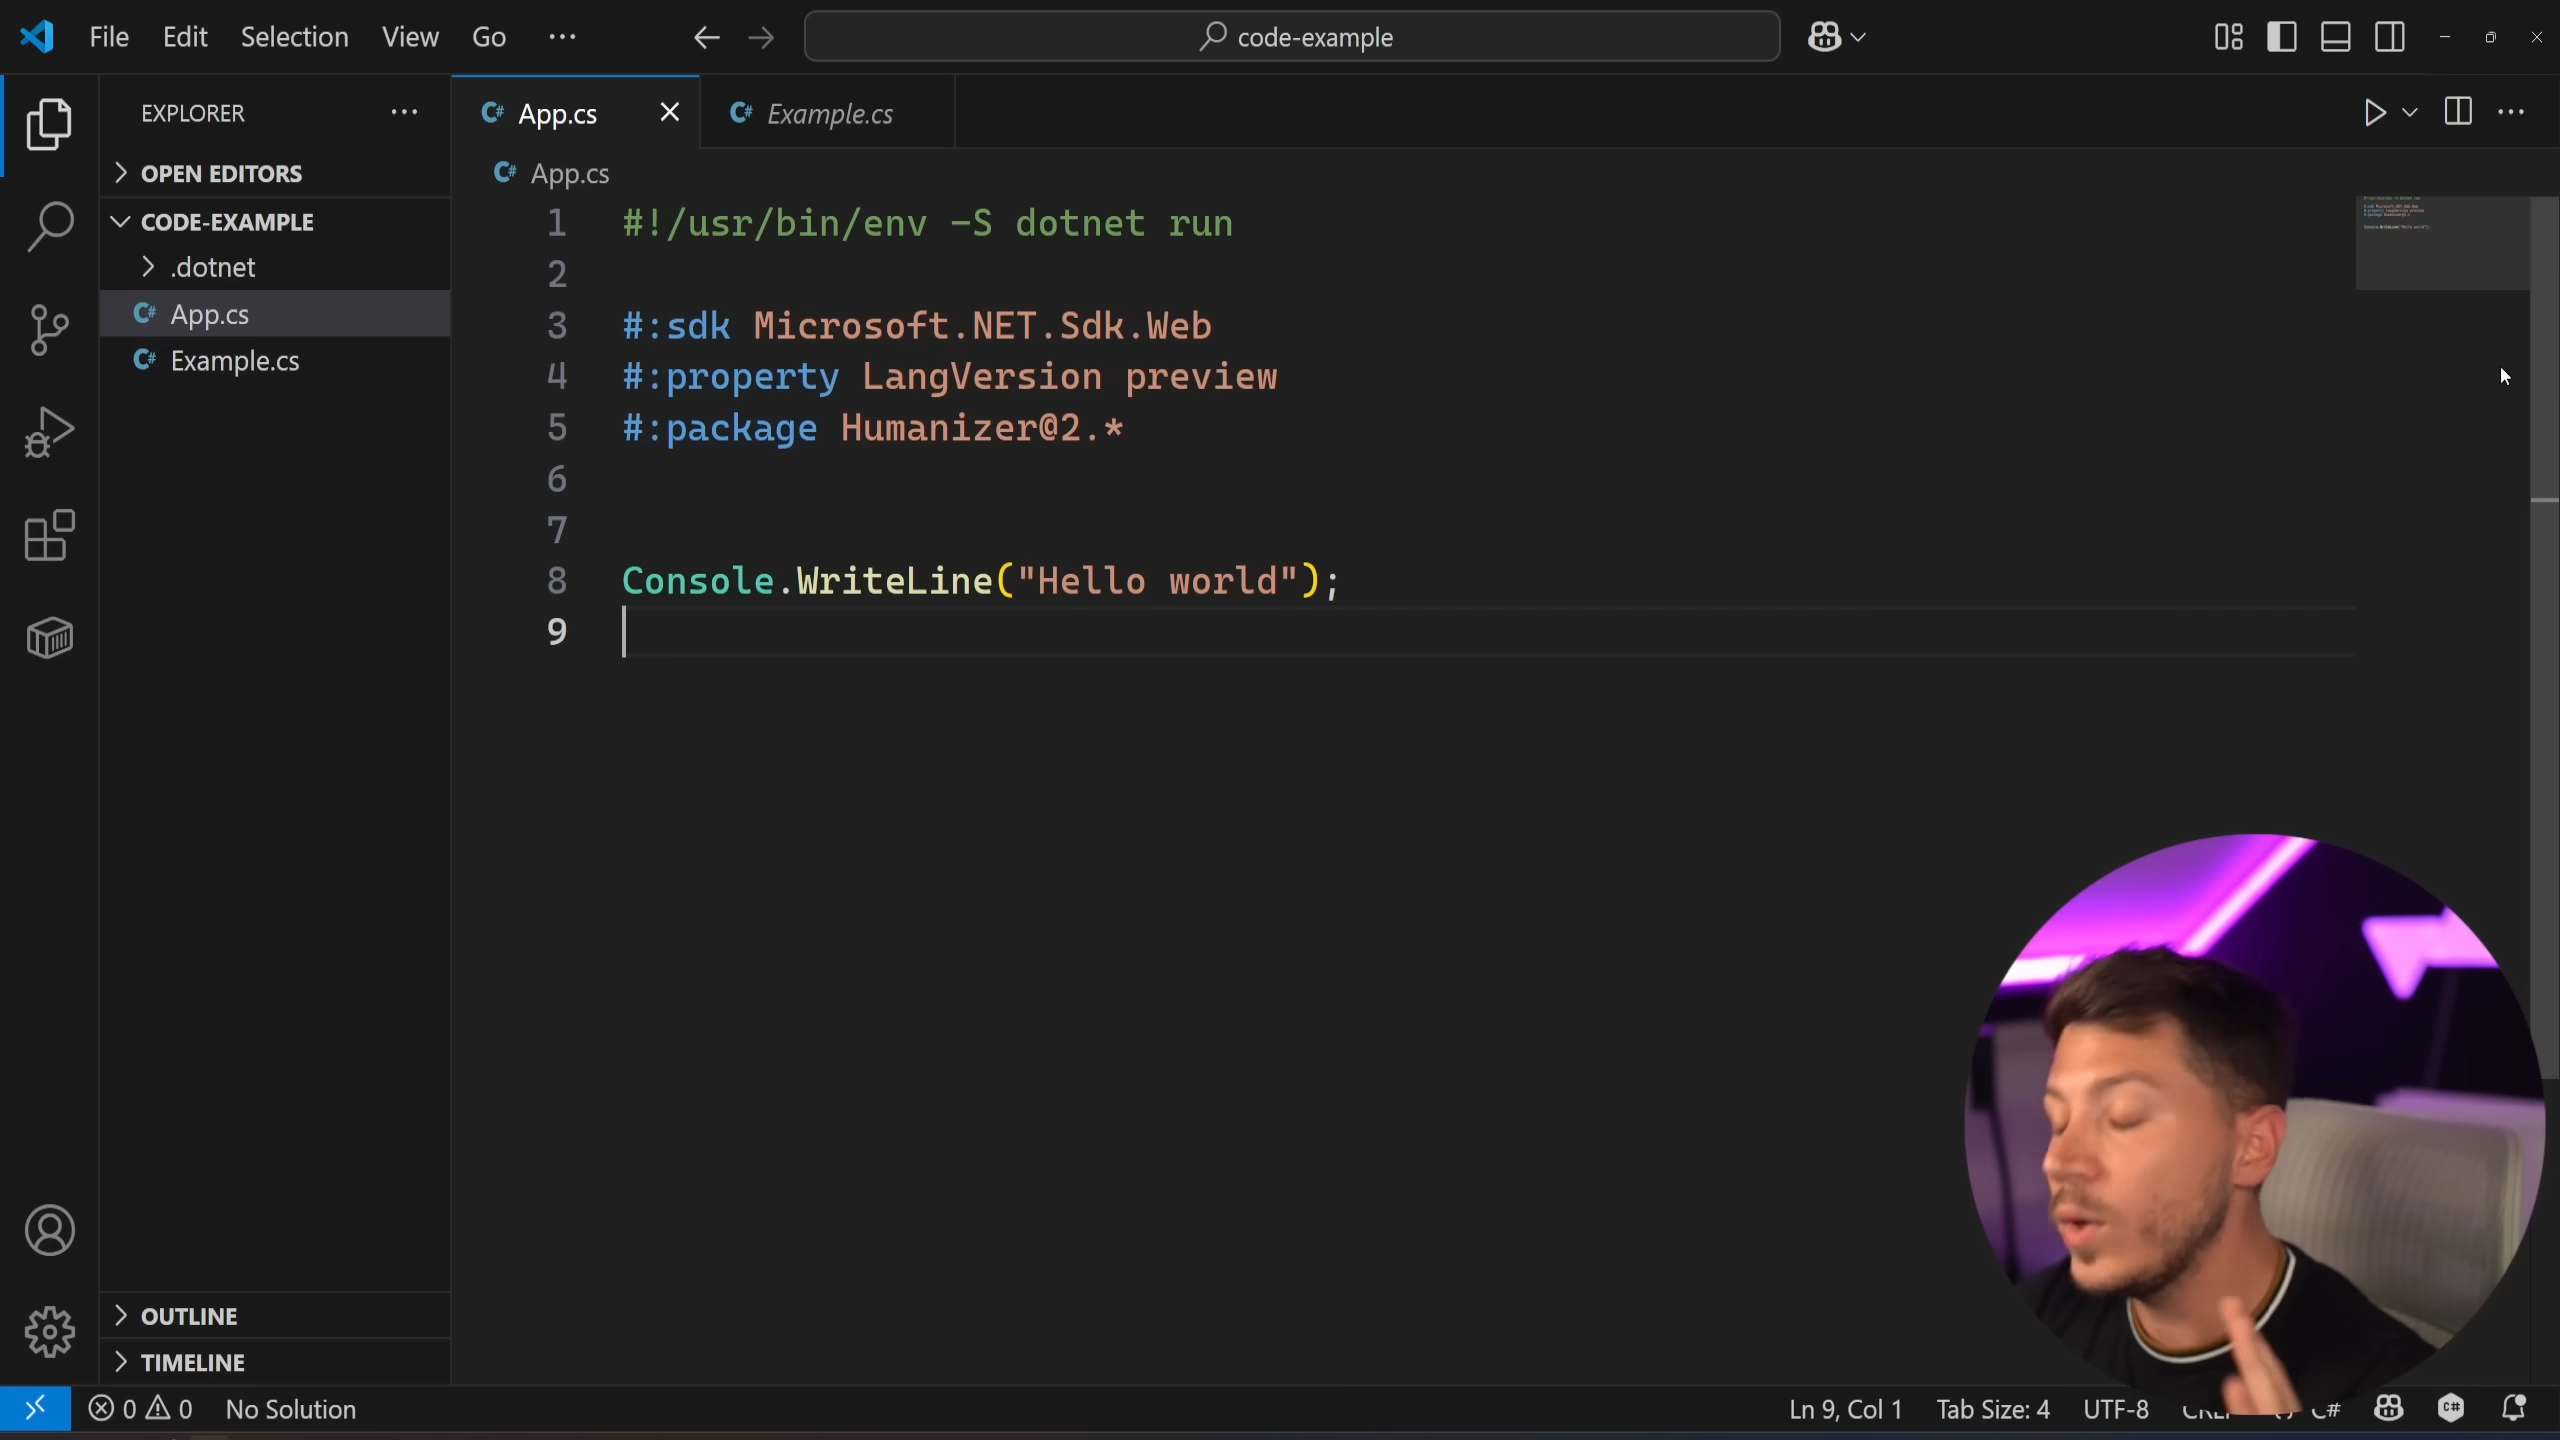 File Edit Selection View Go
code-example
EXPLORER
OPEN EDITORS
CODE-EXAMPLE
.dotnet
C# App.cs
C# Example.cs
OUTLINE
TIMELINE
C# App.cs
C# Example.cs
C# App.cs
1 #!/usr/bin/env -S dotnet run
2
3 #:sdk Microsoft.NET.Sdk.Web
4 #:property LangVersion preview
5 #:package Humanizer@2.*
6
7
8 Console.WriteLine("Hello world");
9
0 0 No Solution
Ln 9, Col 1 Tab Size: 4 UTF-8 C#